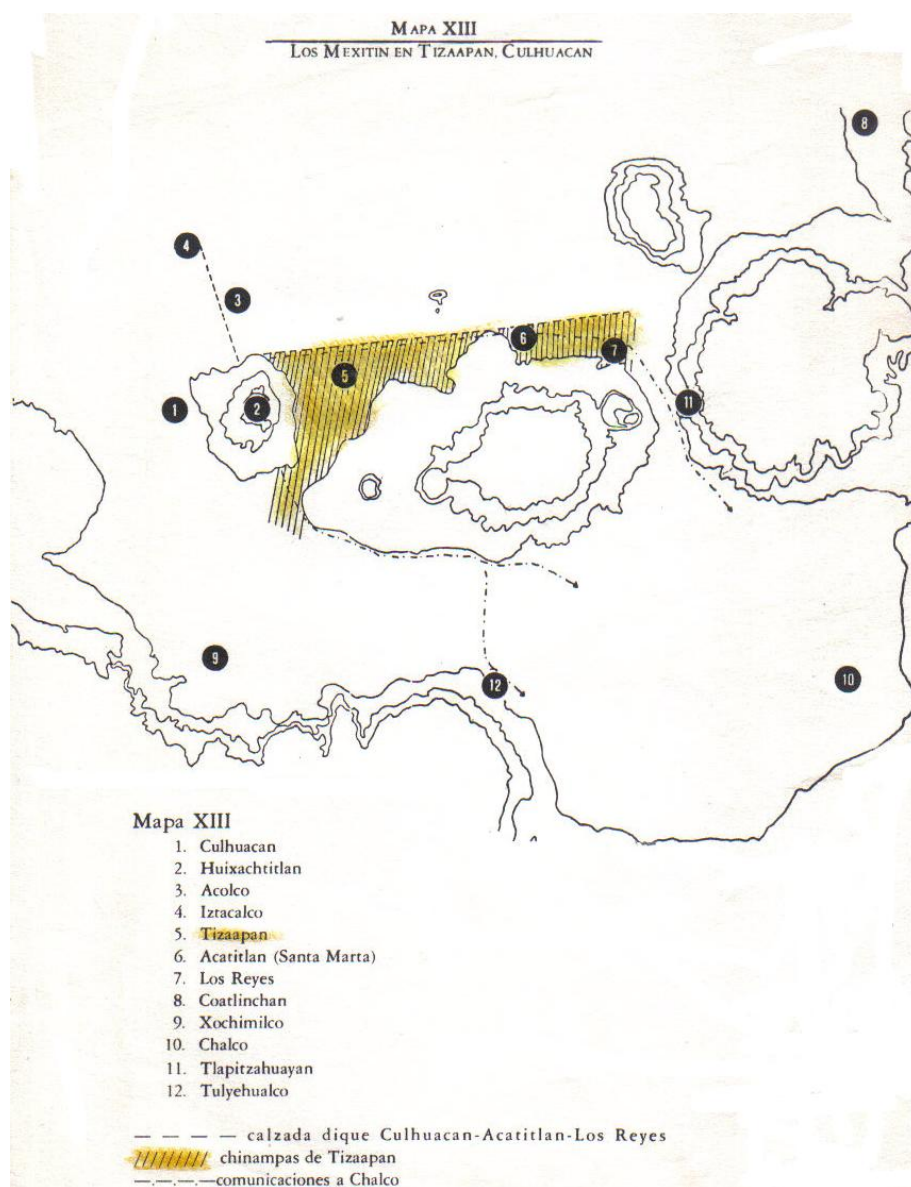 MAPA XIII
LOS MEXITIN EN TIZAAPAN, CULHUACAN
8
4
3
6
7
5
1
2
11
9
12
10
Mapa XIII
1. Culhuacan
2. Huixachtitlan
3. Acolco
4. Iztacalco
5. Tizaapan
6. Acatitlan (Santa Marta)
7. Los Reyes
8. Coatlinchan
9. Xochimilco
10. Chalco
11. Tlapitzahuayan
12. Tulyehualco
calzada dique Culhuacan-Acatitlan-Los Reyes
chinampas de Tizaapan
comunicaciones a Chalco